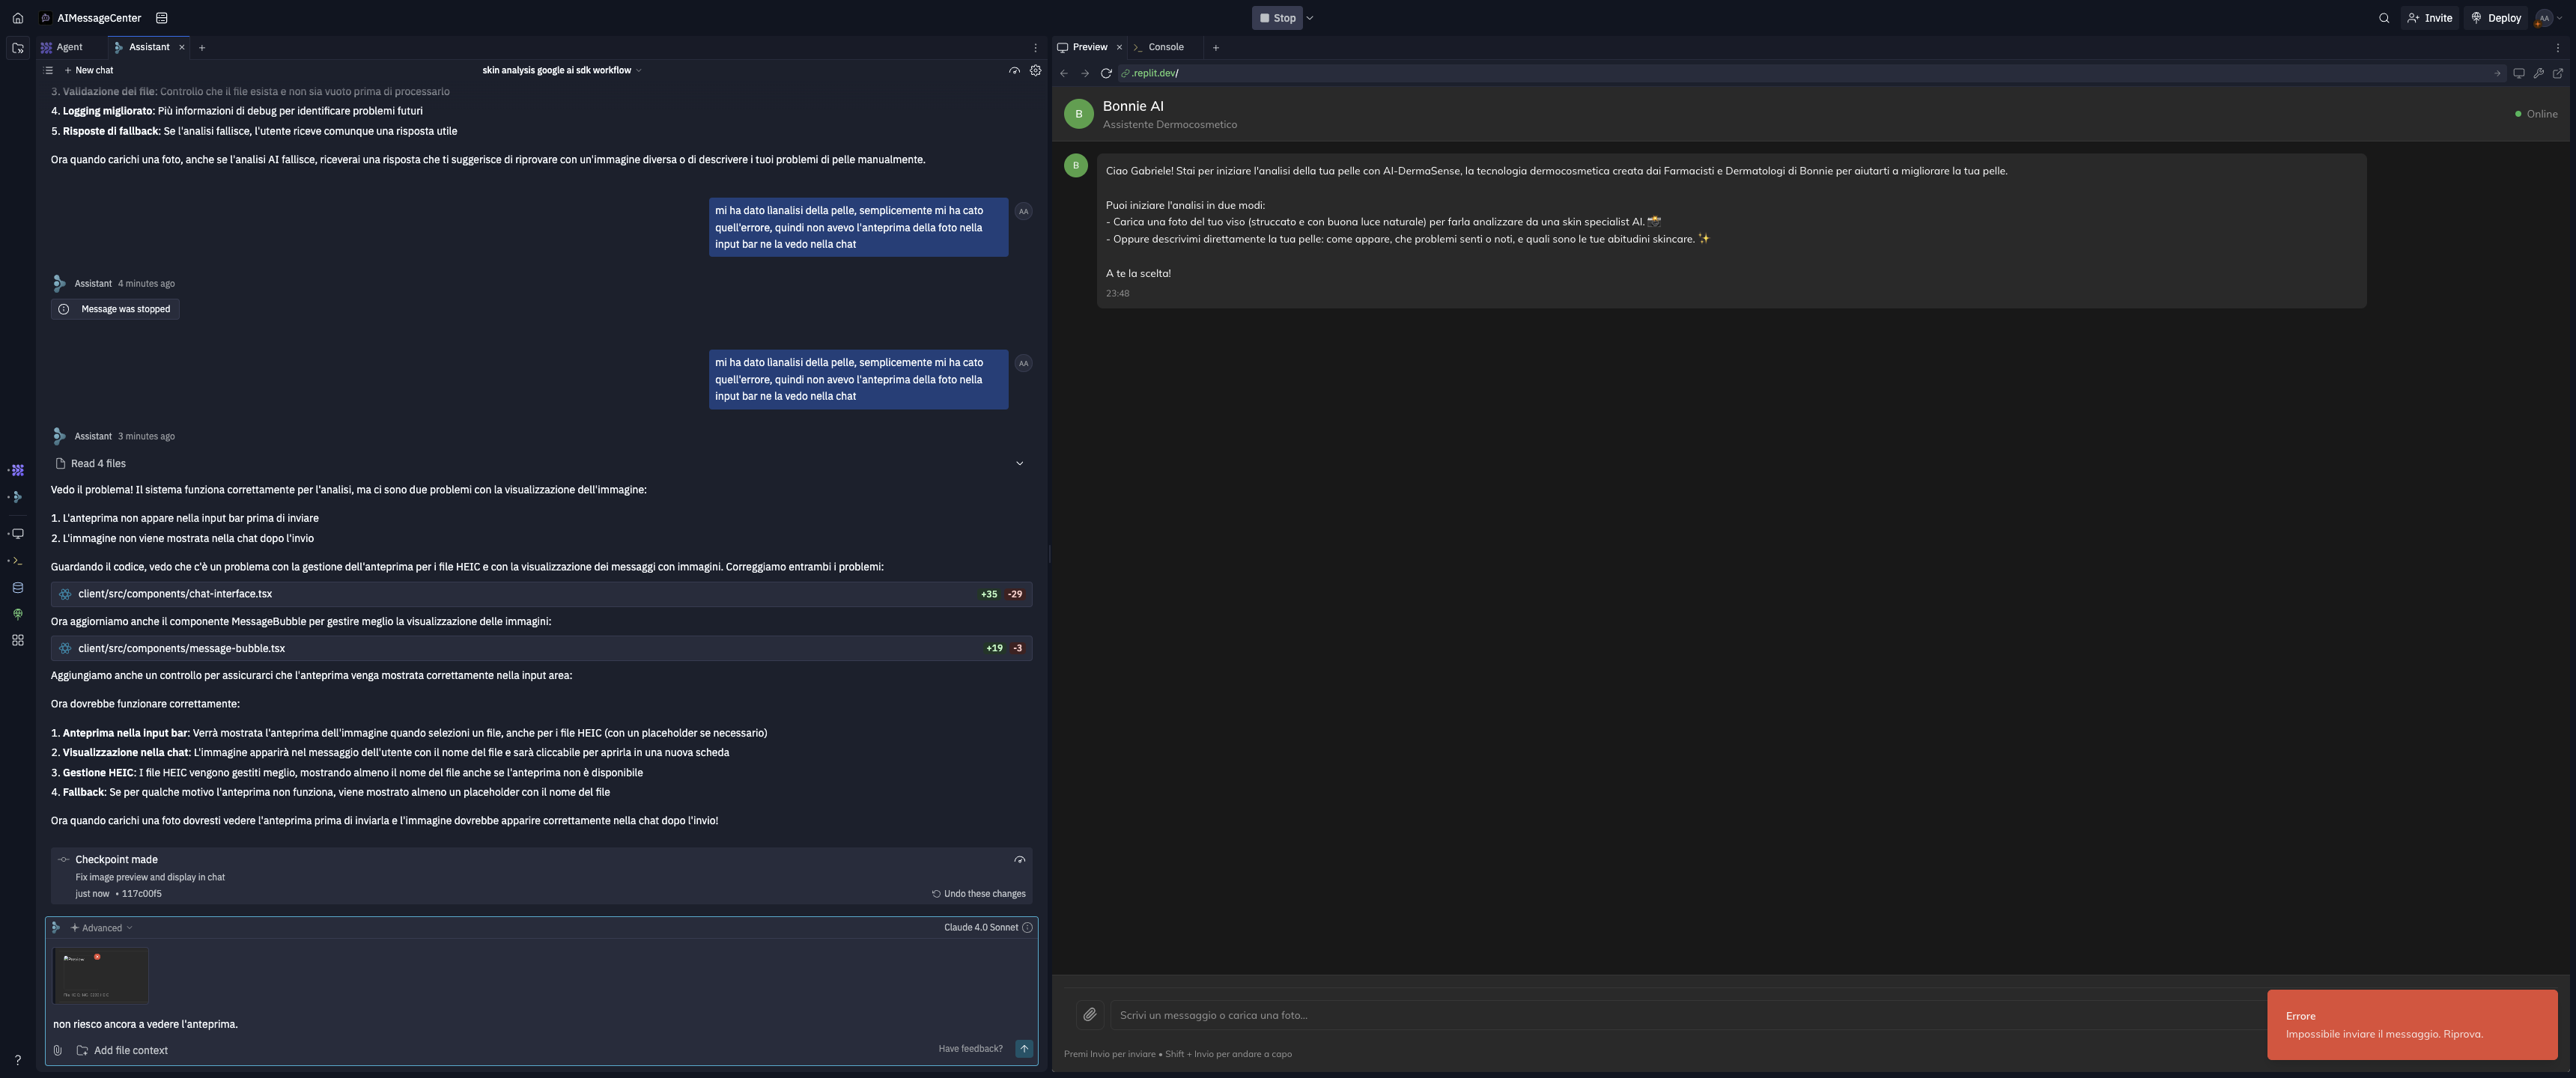 AIMessageCenter
Stop
Invite
Deploy
AA
Agent
Assistant
New chat
skin analysis google ai sdk workflow
3. Validazione dei file: Controllo che il file esista e non sia vuoto prima di processarlo
4. Logging migliorato: Più informazioni di debug per identificare problemi futuri
5. Risposte di fallback: Se l'analisi fallisce, l'utente riceve comunque una risposta utile
Ora quando carichi una foto, anche se l'analisi AI fallisce, riceverai una risposta che ti suggerisce di riprovare con un'immagine diversa o di descrivere i tuoi problemi di pelle manualmente.
mi ha dato lìanalisi della pelle, semplicemente mi ha cato
quell'errore, quindi non avevo l'anteprima della foto nella
input bar ne la vedo nella chat
AA
Assistant 4 minutes ago
Message was stopped
mi ha dato lìanalisi della pelle, semplicemente mi ha cato
quell'errore, quindi non avevo l'anteprima della foto nella
input bar ne la vedo nella chat
AA
Assistant 3 minutes ago
Read 4 files
Vedo il problema! Il sistema funziona correttamente per l'analisi, ma ci sono due problemi con la visualizzazione dell'immagine:
1. L'anteprima non appare nella input bar prima di inviare
2. L'immagine non viene mostrata nella chat dopo l'invio
Guardando il codice, vedo che c'è un problema con la gestione dell'anteprima per i file HEIC e con la visualizzazione dei messaggi con immagini. Correggiamo entrambi i problemi:
client/src/components/chat-interface.tsx +35 -29
Ora aggiorniamo anche il componente MessageBubble per gestire meglio la visualizzazione delle immagini:
client/src/components/message-bubble.tsx +19 -3
Aggiungiamo anche un controllo per assicurarci che l'anteprima venga mostrata correttamente nella input area:
Ora dovrebbe funzionare correttamente:
1. Anteprima nella input bar: Verrà mostrata l'anteprima dell'immagine quando selezioni un file, anche per i file HEIC (con un placeholder se necessario)
2. Visualizzazione nella chat: L'immagine apparirà nel messaggio dell'utente con il nome del file e sarà cliccabile per aprirla in una nuova scheda
3. Gestione HEIC: I file HEIC vengono gestiti meglio, mostrando almeno il nome del file anche se l'anteprima non è disponibile
4. Fallback: Se per qualche motivo l'anteprima non funziona, viene mostrato almeno un placeholder con il nome del file
Ora quando carichi una foto dovresti vedere l'anteprima prima di inviarla e l'immagine dovrebbe apparire correttamente nella chat dopo l'invio!
Checkpoint made
Fix image preview and display in chat
just now • 117c00f5
Undo these changes
Advanced
Claude 4.0 Sonnet
non riesco ancora a vedere l'anteprima.
Add file context
Have feedback?
Preview
Console
.replit.dev/
B
Bonnie AI
Assistente Dermocosmetico
Online
B
Ciao Gabriele! Stai per iniziare l'analisi della tua pelle con AI-DermaSense, la tecnologia dermocosmetica creata dai Farmacisti e Dermatologi di Bonnie per aiutarti a migliorare la tua pelle.
Puoi iniziare l'analisi in due modi:
- Carica una foto del tuo viso (struccato e con buona luce naturale) per farla analizzare da una skin specialist AI. 📸
- Oppure descrivimi direttamente la tua pelle: come appare, che problemi senti o noti, e quali sono le tue abitudini skincare. ✨
A te la scelta!
23:48
Scrivi un messaggio o carica una foto...
Premi Invio per inviare • Shift + Invio per andare a capo
Errore
Impossibile inviare il messaggio. Riprova.